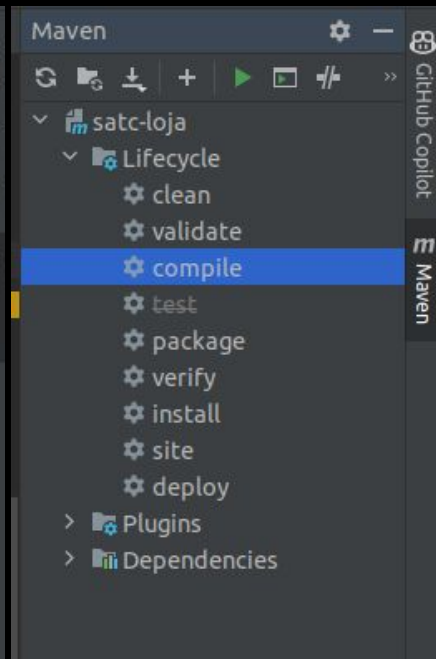 Maven
satc-loja
Lifecycle
clean
validate
compile
test
package
verify
install
site
deploy
Plugins
Dependencies
GitHub Copilot
m Maven